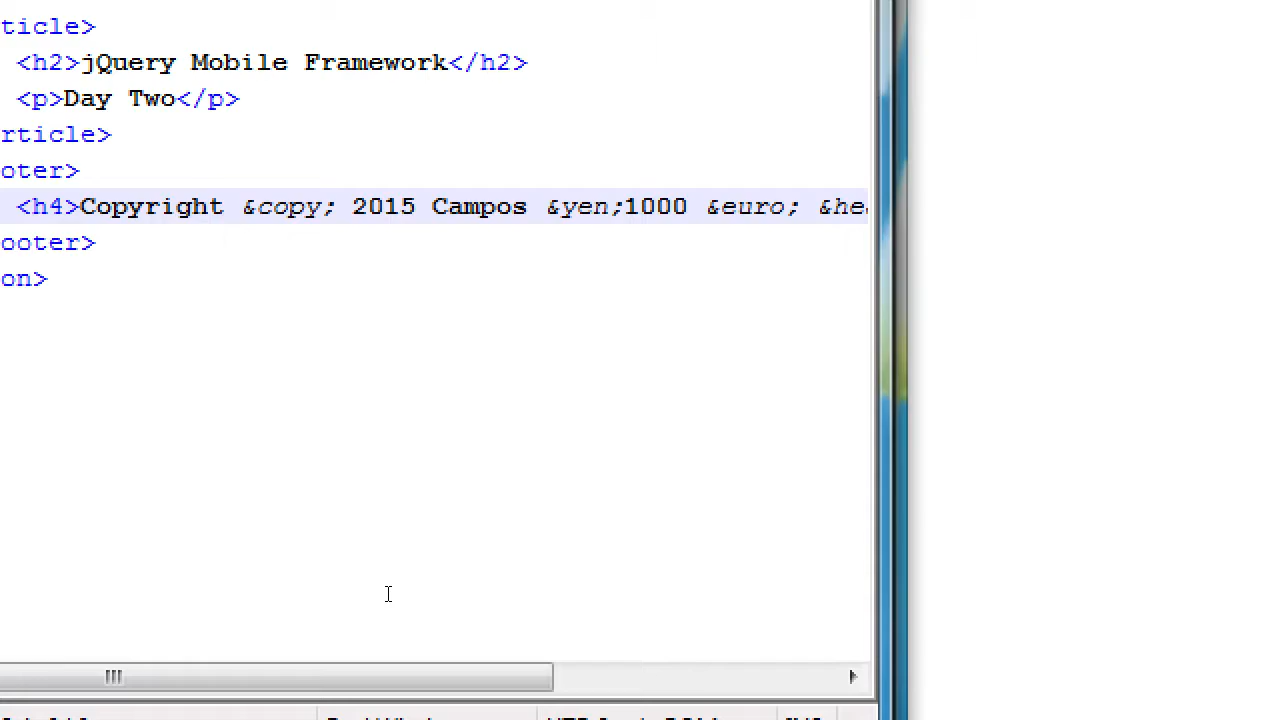 ticle>
<h2>jQuery Mobile Framework</h2>
<p>Day Two</p>
rticle>
oter>
<h4>Copyright &copy; 2015 Campos &yen;1000 &euro; &he
ooter>
on>